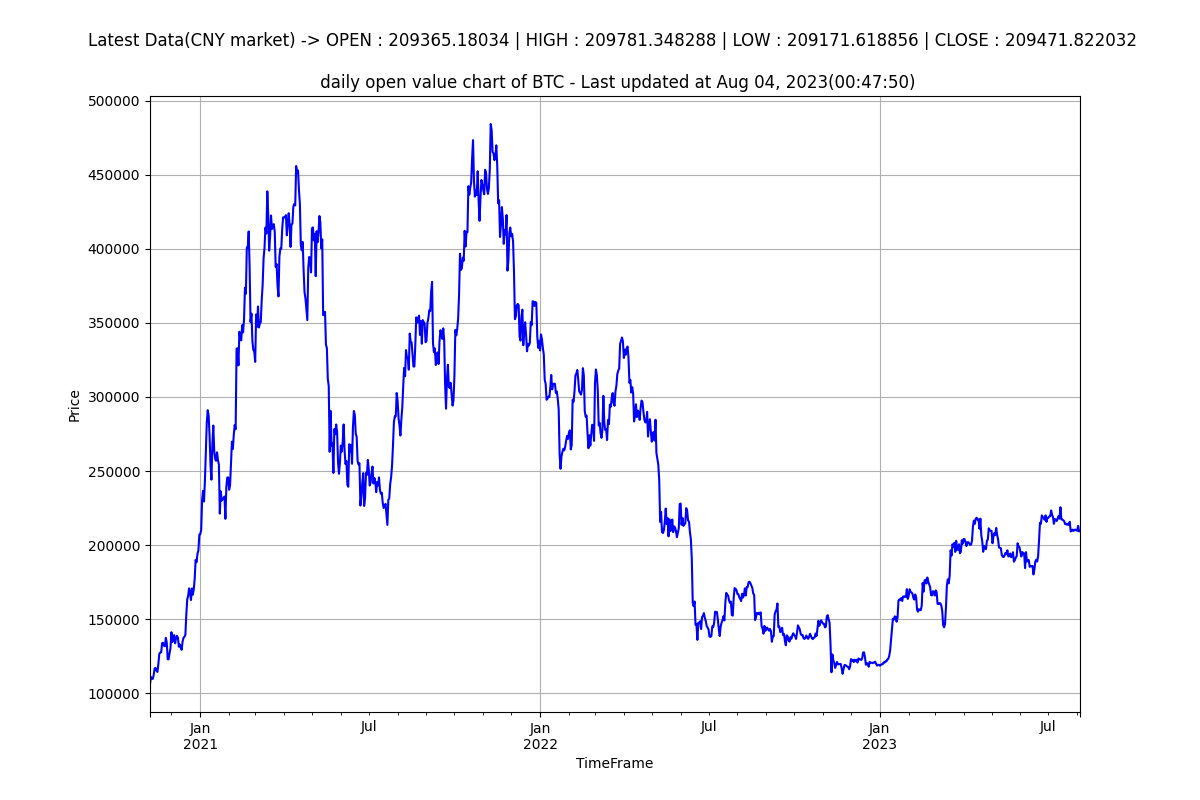 Latest Data(CNY market) -> OPEN : 209365.18034 | HIGH : 209781.348288 | LOW : 209171.618856 | CLOSE : 209471.822032
daily open value chart of BTC - Last updated at Aug 04, 2023(00:47:50)
500000
450000
400000
350000
300000
250000
200000
150000
100000
Price
Jan Jul Jan Jul Jan Jul
2021 2022 2023
TimeFrame